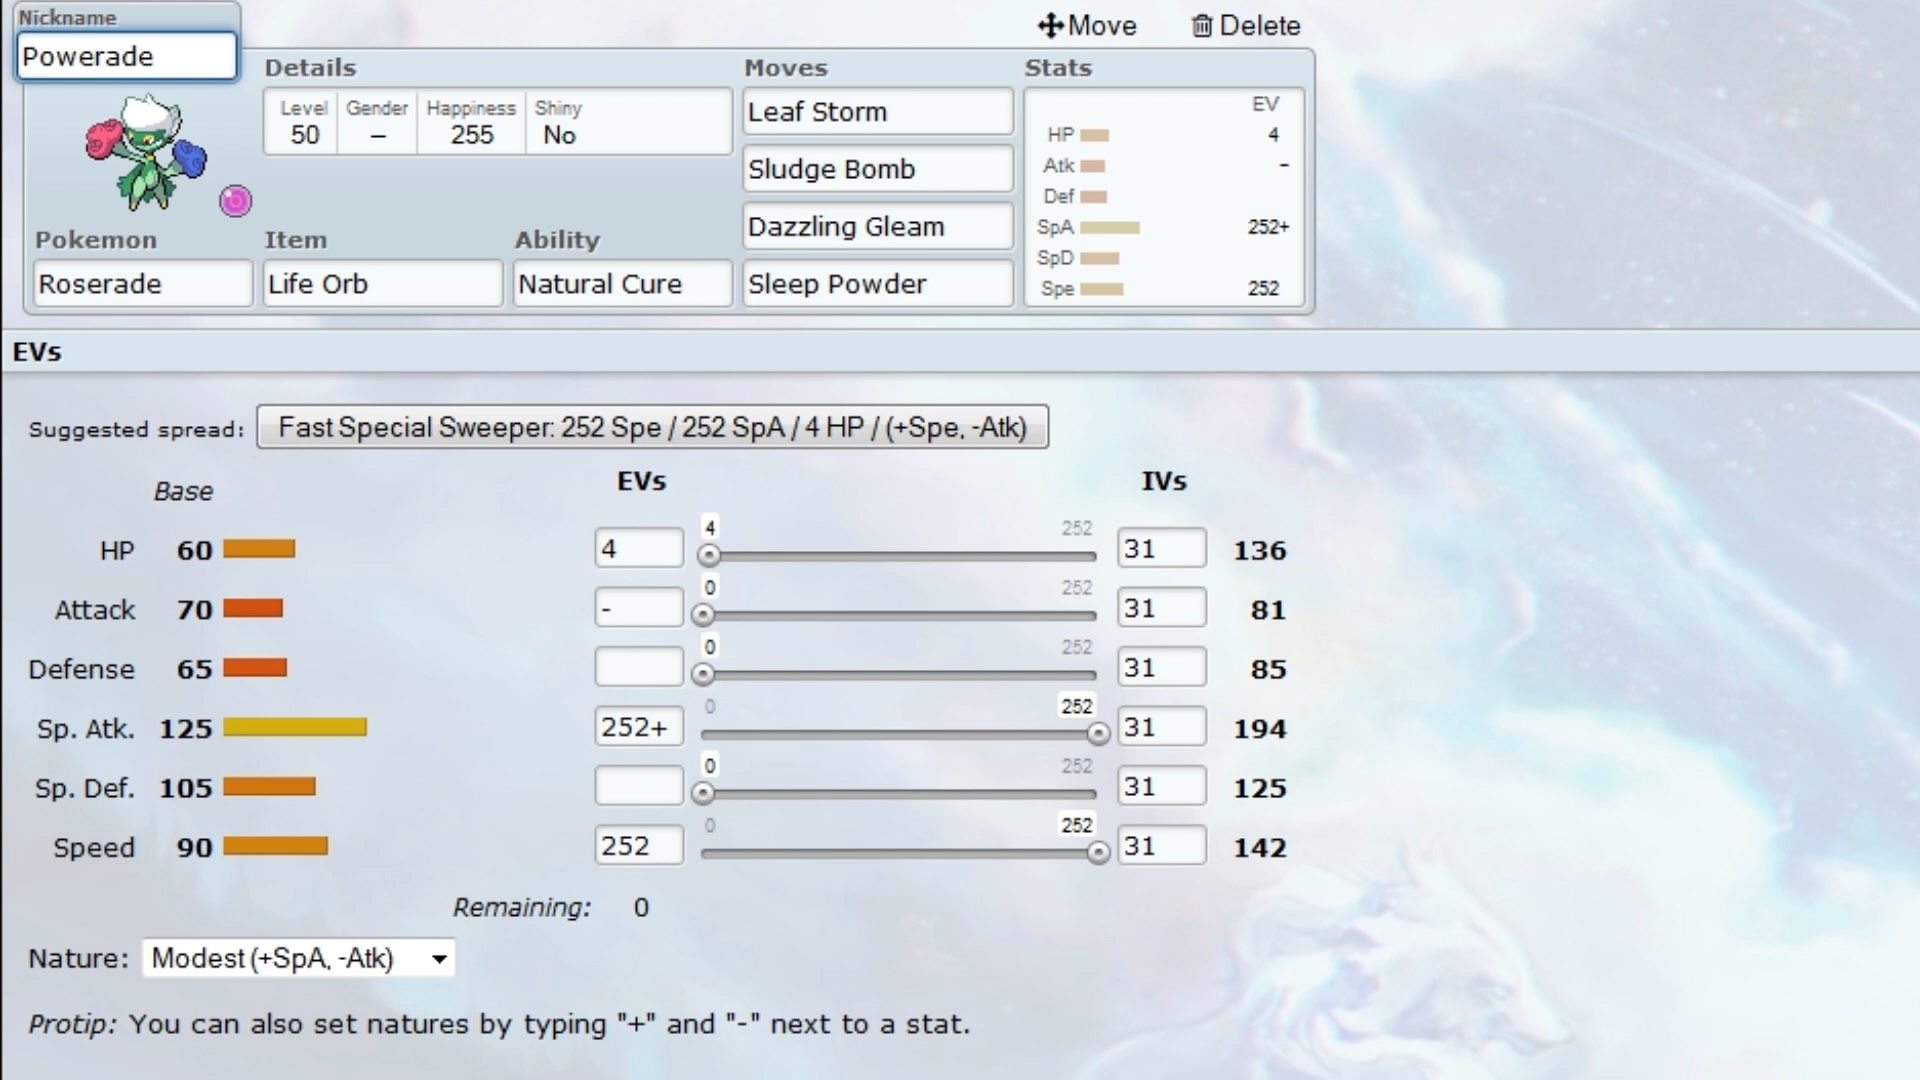 Nickname
Move Delete
Powerade
Details Moves Stats
Level Gender Happiness Shiny
50 – 255 No
Leaf Storm
Sludge Bomb
Dazzling Gleam
Sleep Powder
EV
HP 4
Atk -
Def
SpA 252+
SpD
Spe 252
Pokemon Item Ability
Roserade Life Orb Natural Cure
EVs
Suggested spread: Fast Special Sweeper: 252 Spe / 252 SpA / 4 HP / (+Spe, -Atk)
Base EVs IVs
4 252
HP 60 4 31 136
0 252
Attack 70 - 31 81
0 252
Defense 65 31 85
0 252
Sp. Atk. 125 252+ 31 194
0 252
Sp. Def. 105 31 125
0 252
Speed 90 252 31 142
Remaining: 0
Nature: Modest (+SpA, -Atk)
Protip: You can also set natures by typing "+" and "-" next to a stat.